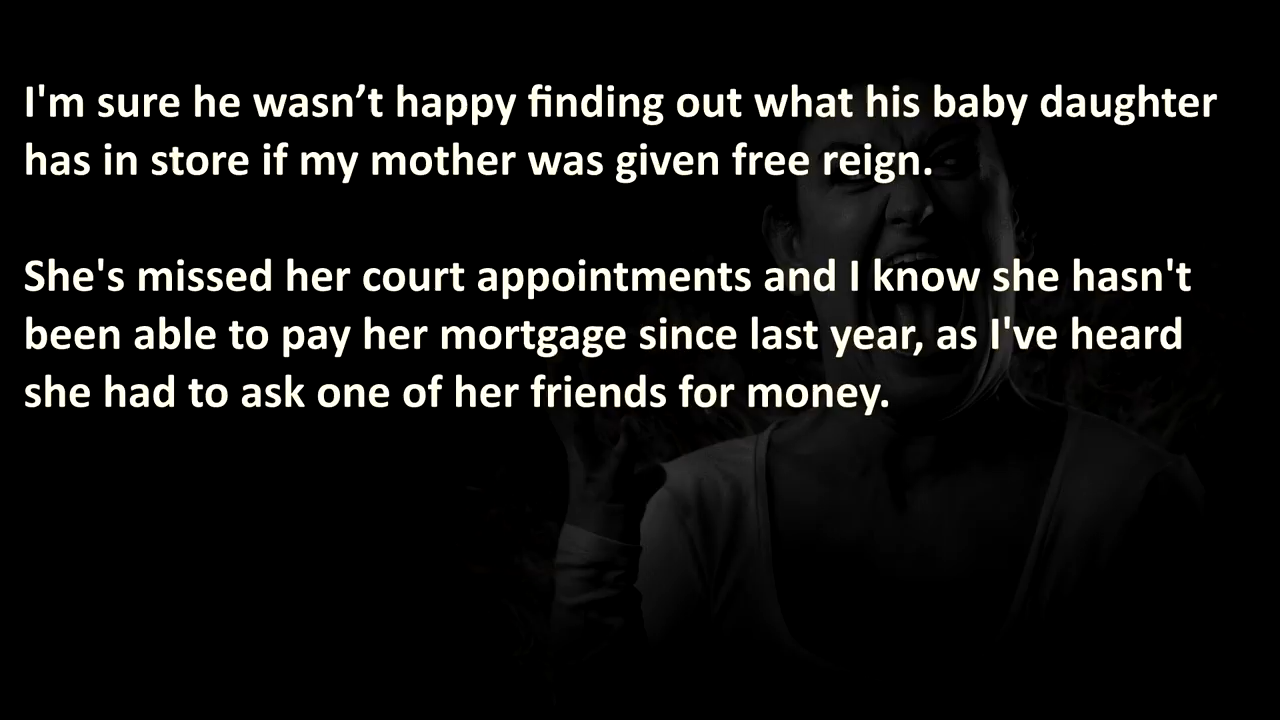 I'm sure he wasn’t happy finding out what his baby daughter
has in store if my mother was given free reign.
She's missed her court appointments and I know she hasn't
been able to pay her mortgage since last year, as I've heard
she had to ask one of her friends for money.